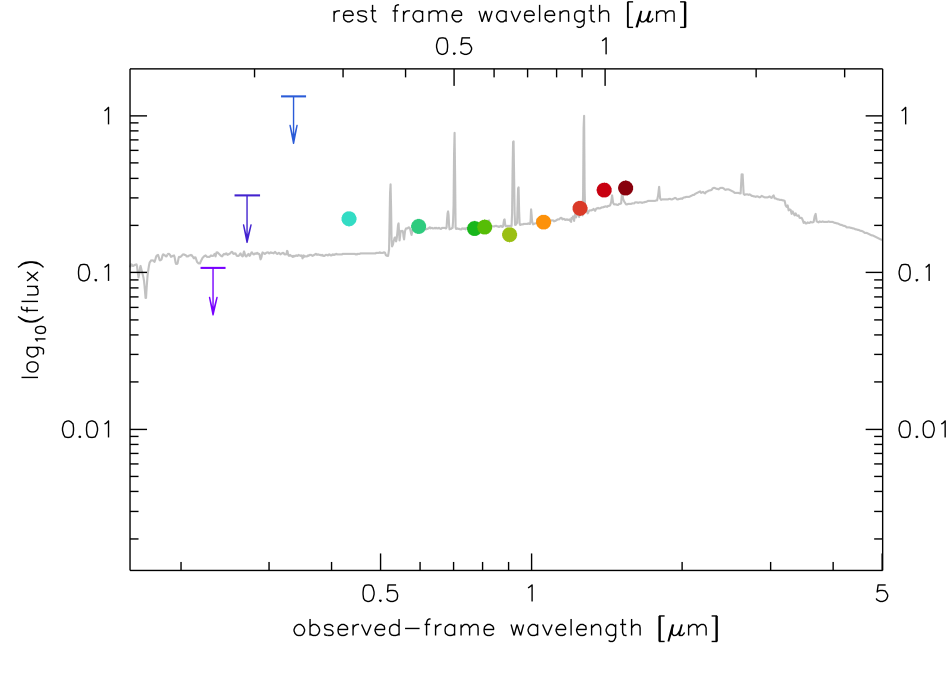 rest frame wavelength [μm]
0.5 1
1 1
0.1 0.1
log10(flux)
0.01 0.01
0.5 1 5
observed-frame wavelength [μm]